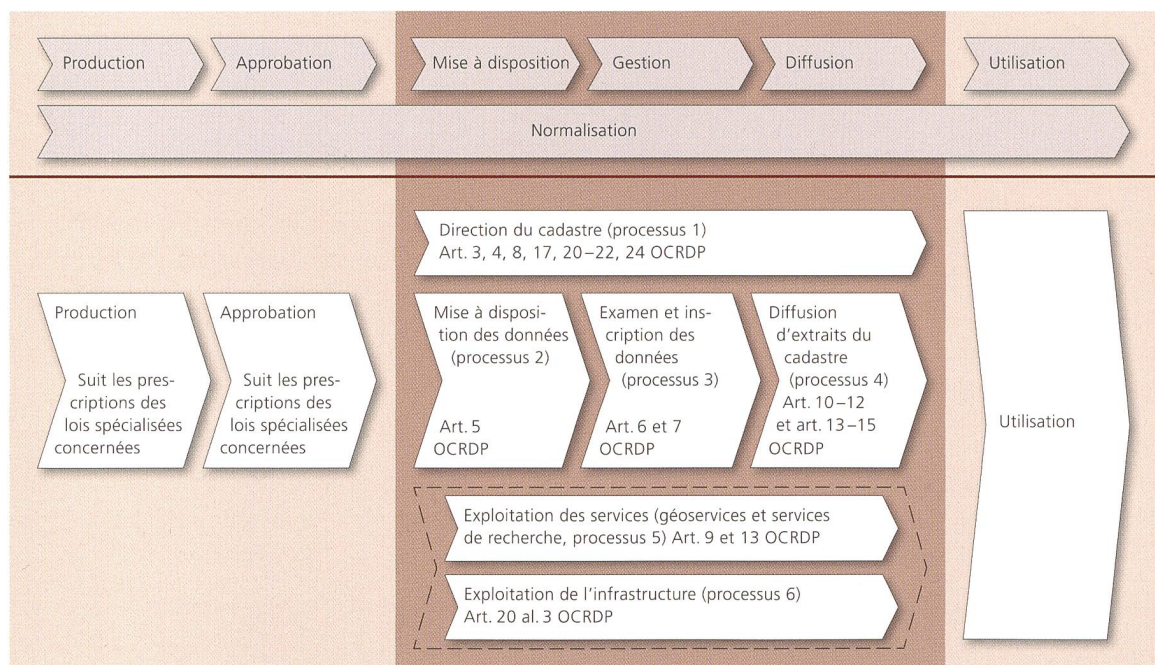 Production
Approbation
Mise à disposition
Gestion
Diffusion
Utilisation
Normalisation
Direction du cadastre (processus 1)
Art. 3, 4, 8, 17, 20–22, 24 OCRDP
Production
Suit les pres-
criptions des
lois spécialisées
concernées
Approbation
Suit les pres-
criptions des
lois spécialisées
concernées
Mise à disposi-
tion des données
(processus 2)
Art. 5
OCRDP
Examen et ins-
cription des
données
(processus 3)
Art. 6 et 7
OCRDP
Diffusion
d'extraits du
cadastre
(processus 4)
Art. 10–12
et art. 13–15
OCRDP
Utilisation
Exploitation des services (géoservices et services
de recherche, processus 5) Art. 9 et 13 OCRDP
Exploitation de l'infrastructure (processus 6)
Art. 20 al. 3 OCRDP